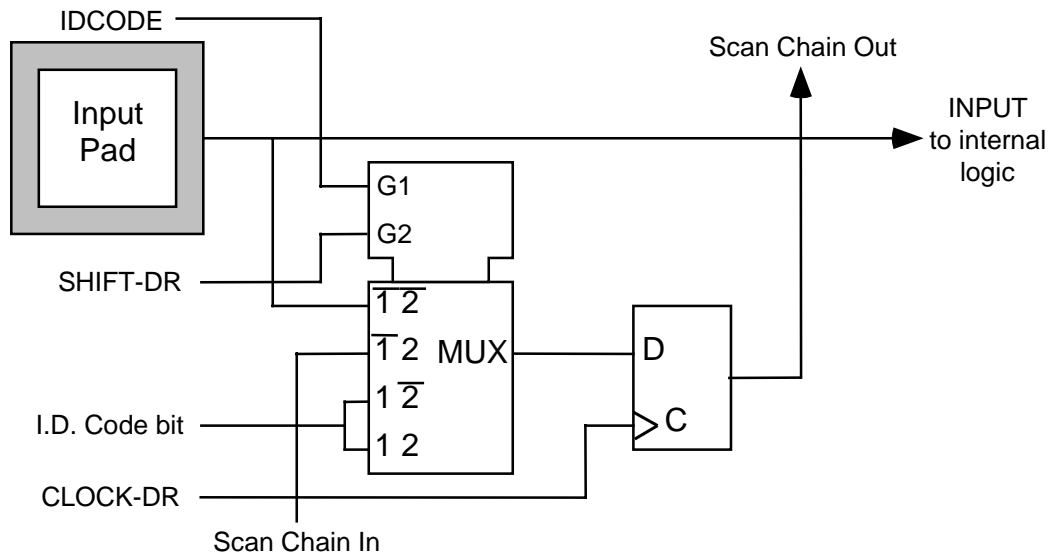 IDCODE
Scan Chain Out
Input
Pad
INPUT
to internal
logic
G1
G2
SHIFT-DR
1̅ 2̅
1̅ 2
MUX
D
1 2̅
I.D. Code bit
C
1 2
CLOCK-DR
Scan Chain In